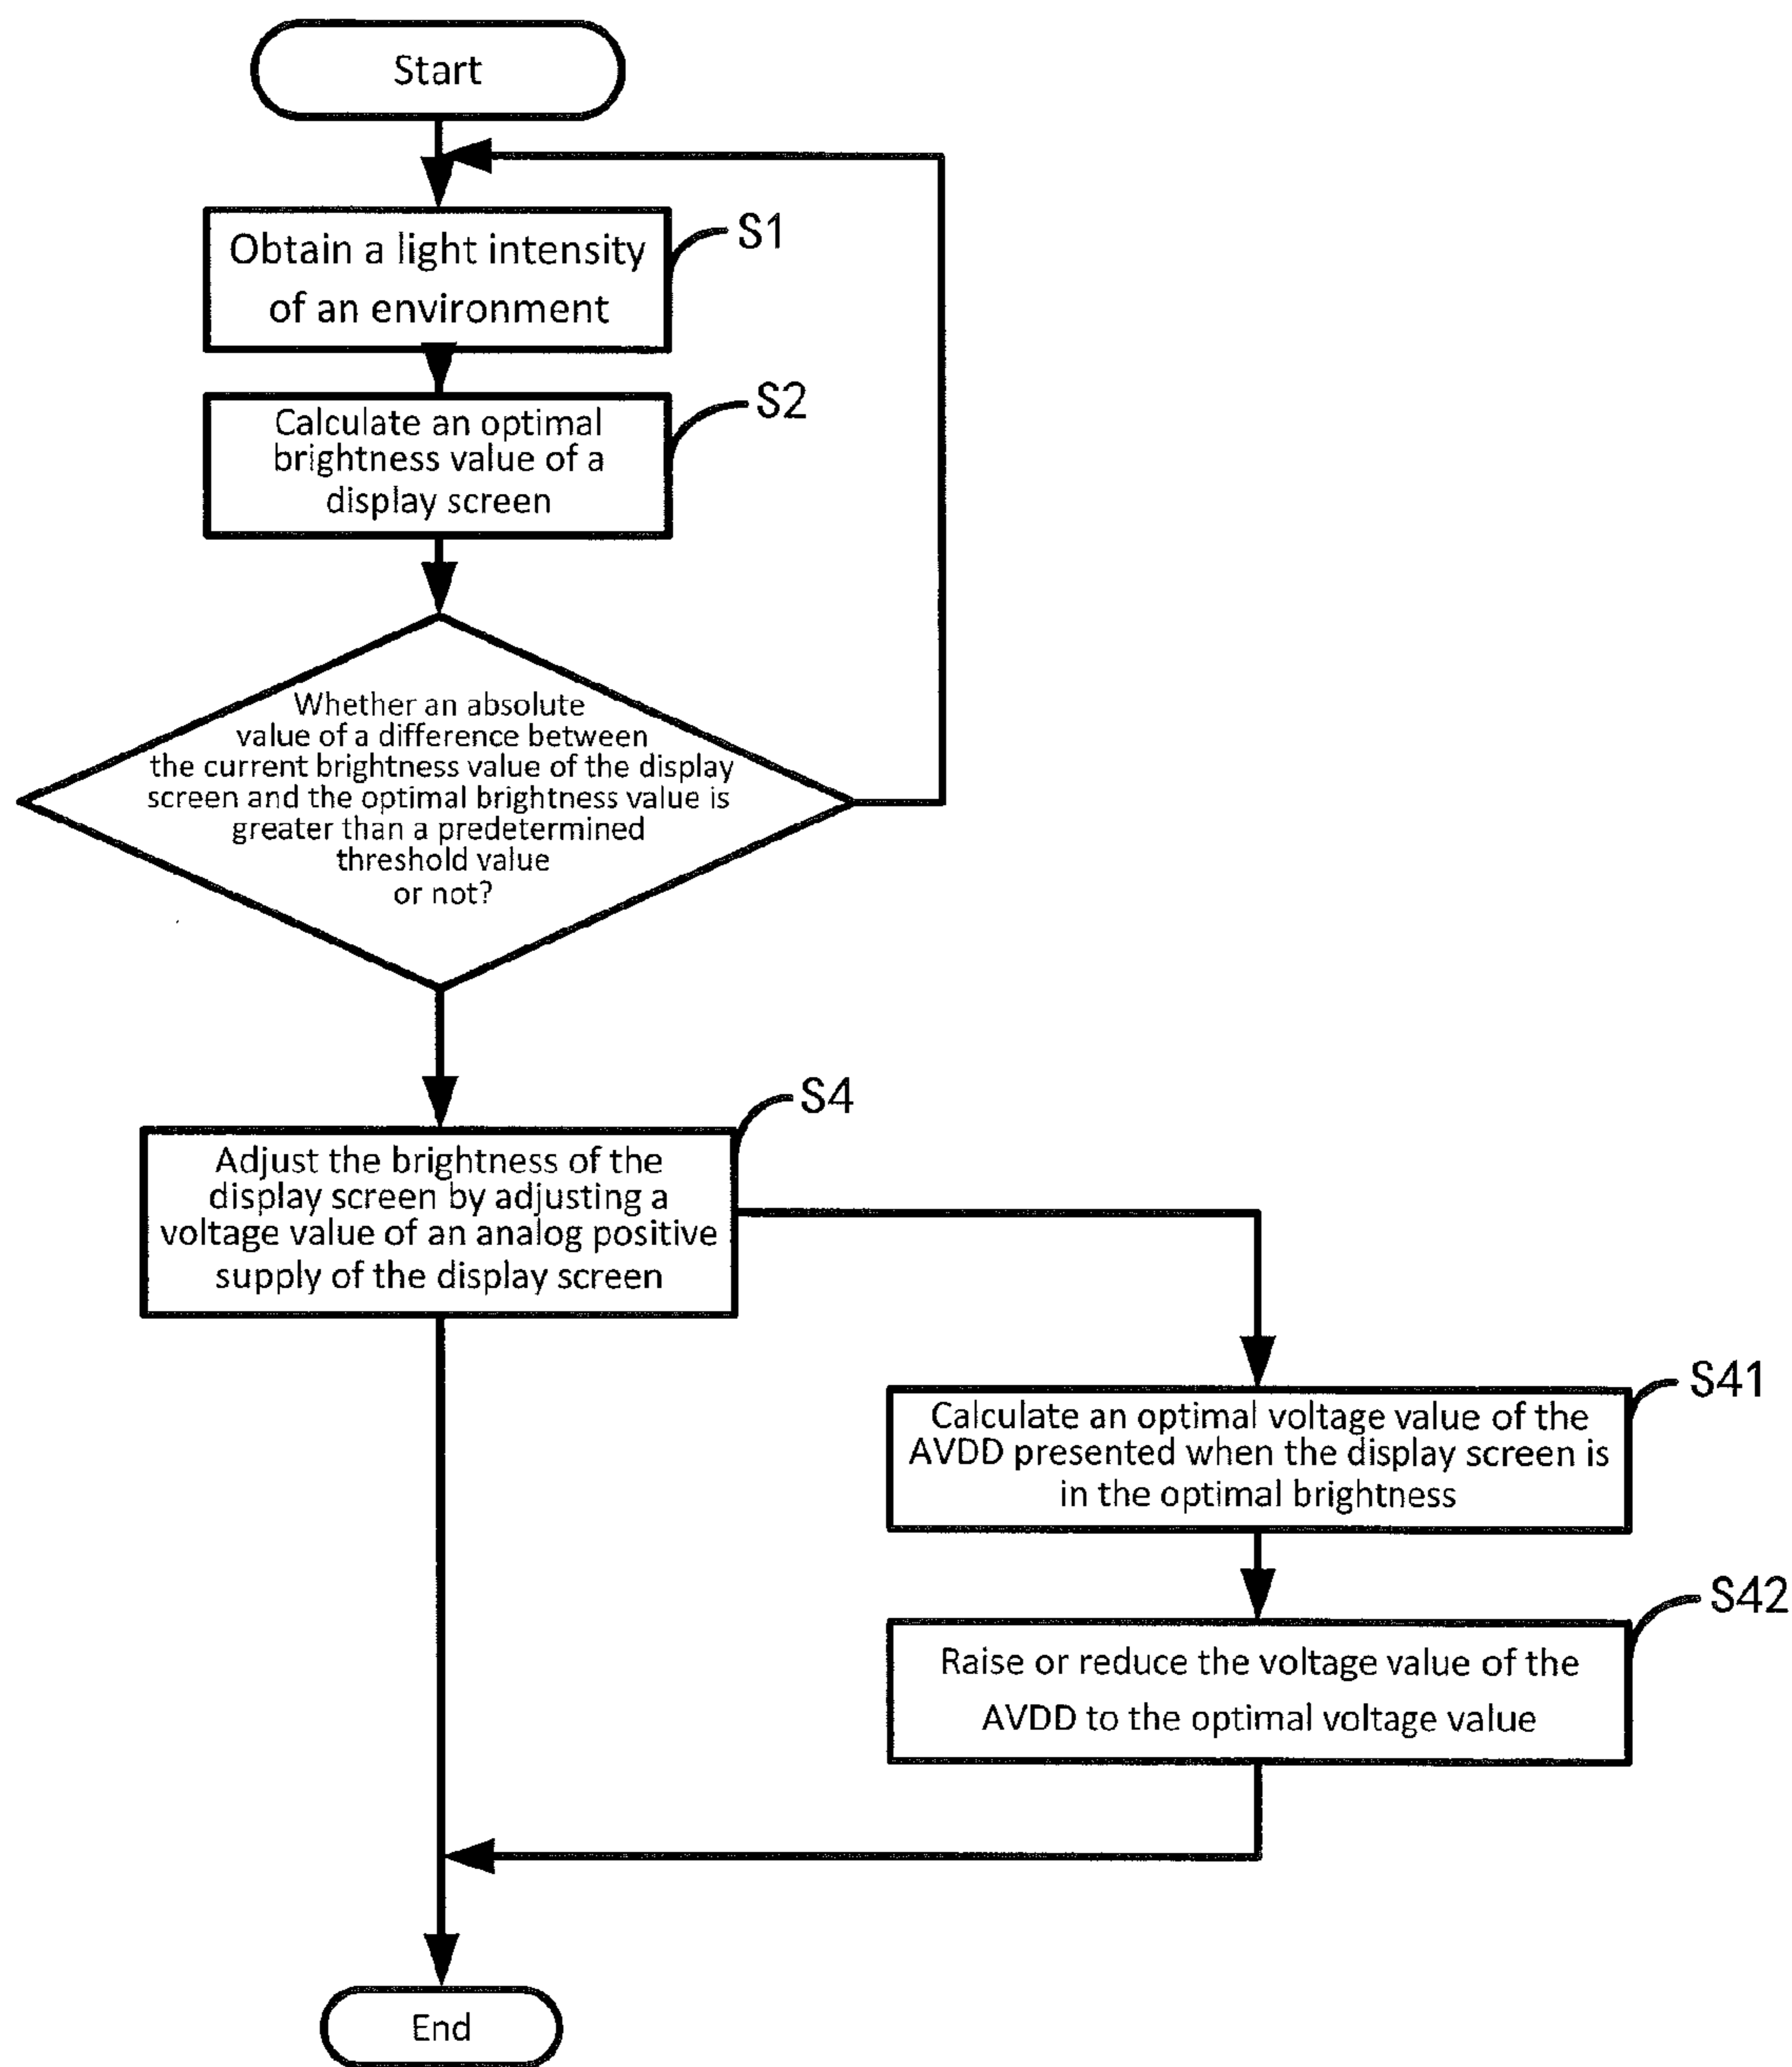 Start
Obtain a light intensity
of an environment
S1
Calculate an optimal
brightness value of a
display screen
S2
Whether an absolute
value of a difference between
the current brightness value of the display
screen and the optimal brightness value is
greater than a predetermined
threshold value
or not?
S4
Adjust the brightness of the
display screen by adjusting a
voltage value of an analog positive
supply of the display screen
S41
Calculate an optimal voltage value of the
AVDD presented when the display screen is
in the optimal brightness
S42
Raise or reduce the voltage value of the
AVDD to the optimal voltage value
End